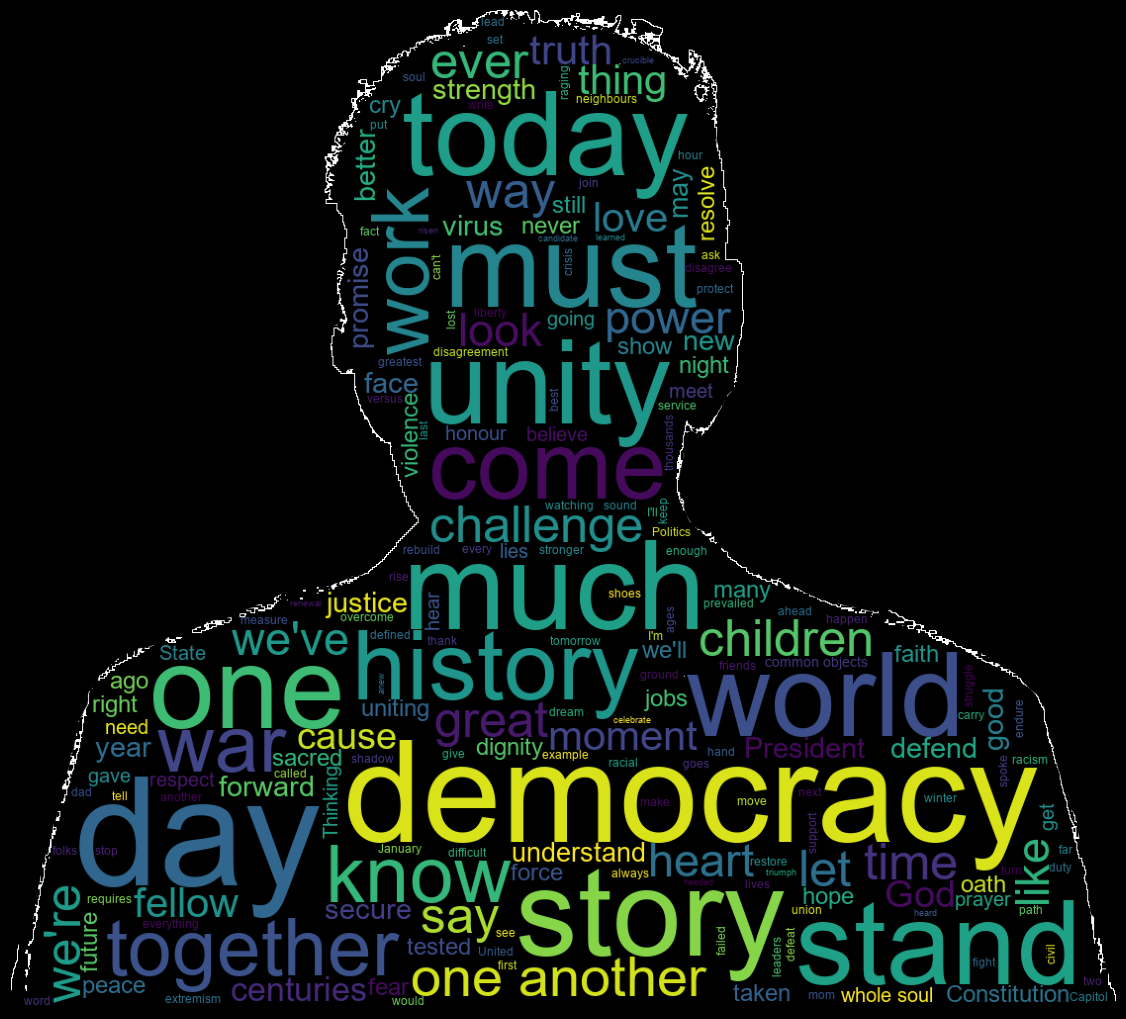 lead
set
truth
crucible
ever
thing
soul
strength
raging
neighbours
cry
write
today
put
better
hour
way
join
may
resolve
work
still
love
virus
never
fact
risen
candidate
learned
ask
must
can't
crisis
disagree
promise
protect
liberty
power
lost
look
going
new
show
disagreement
greatest
unity
night
face
meet
versus
best
service
violence
last
honour
believe
thousands
come
watching
sound
I'll
keep
challenge
Politics
rebuild
every
lies
stronger
enough
much
rise
many
shoes
renewal
justice
hear
prevailed
overcome
ages
ahead
measure
happen
we've
defined
thank
tomorrow
I'm
children
State
history
we'll
faith
common objects
friends
ground
struggle
ago
one
anew
world
jobs
right
uniting
great
dream
carry
good
endure
need
war
cause
celebrate
moment
year
sacred
dignity
President
defend
give
example
hand
gave
respect
shadow
racial
goes
spoke
racism
called
forward
Thinking
democracy
dad
tell
another
day
make
move
next
winter
get
support
folks
stop
January
difficult
understand
heart
restore
far
know
always
force
triumph
let
time
duty
like
we're
requires
fellow
needed
lives
hope
God
oath
prayer
turn
path
secure
say
story
union
heard
stand
future
everything
see
together
tested
United
failed
leaders
defeat
civil
first
fight
peace
centuries
fear
one another
two
word
extremism
would
taken
mom
whole soul
Constitution
Capitol